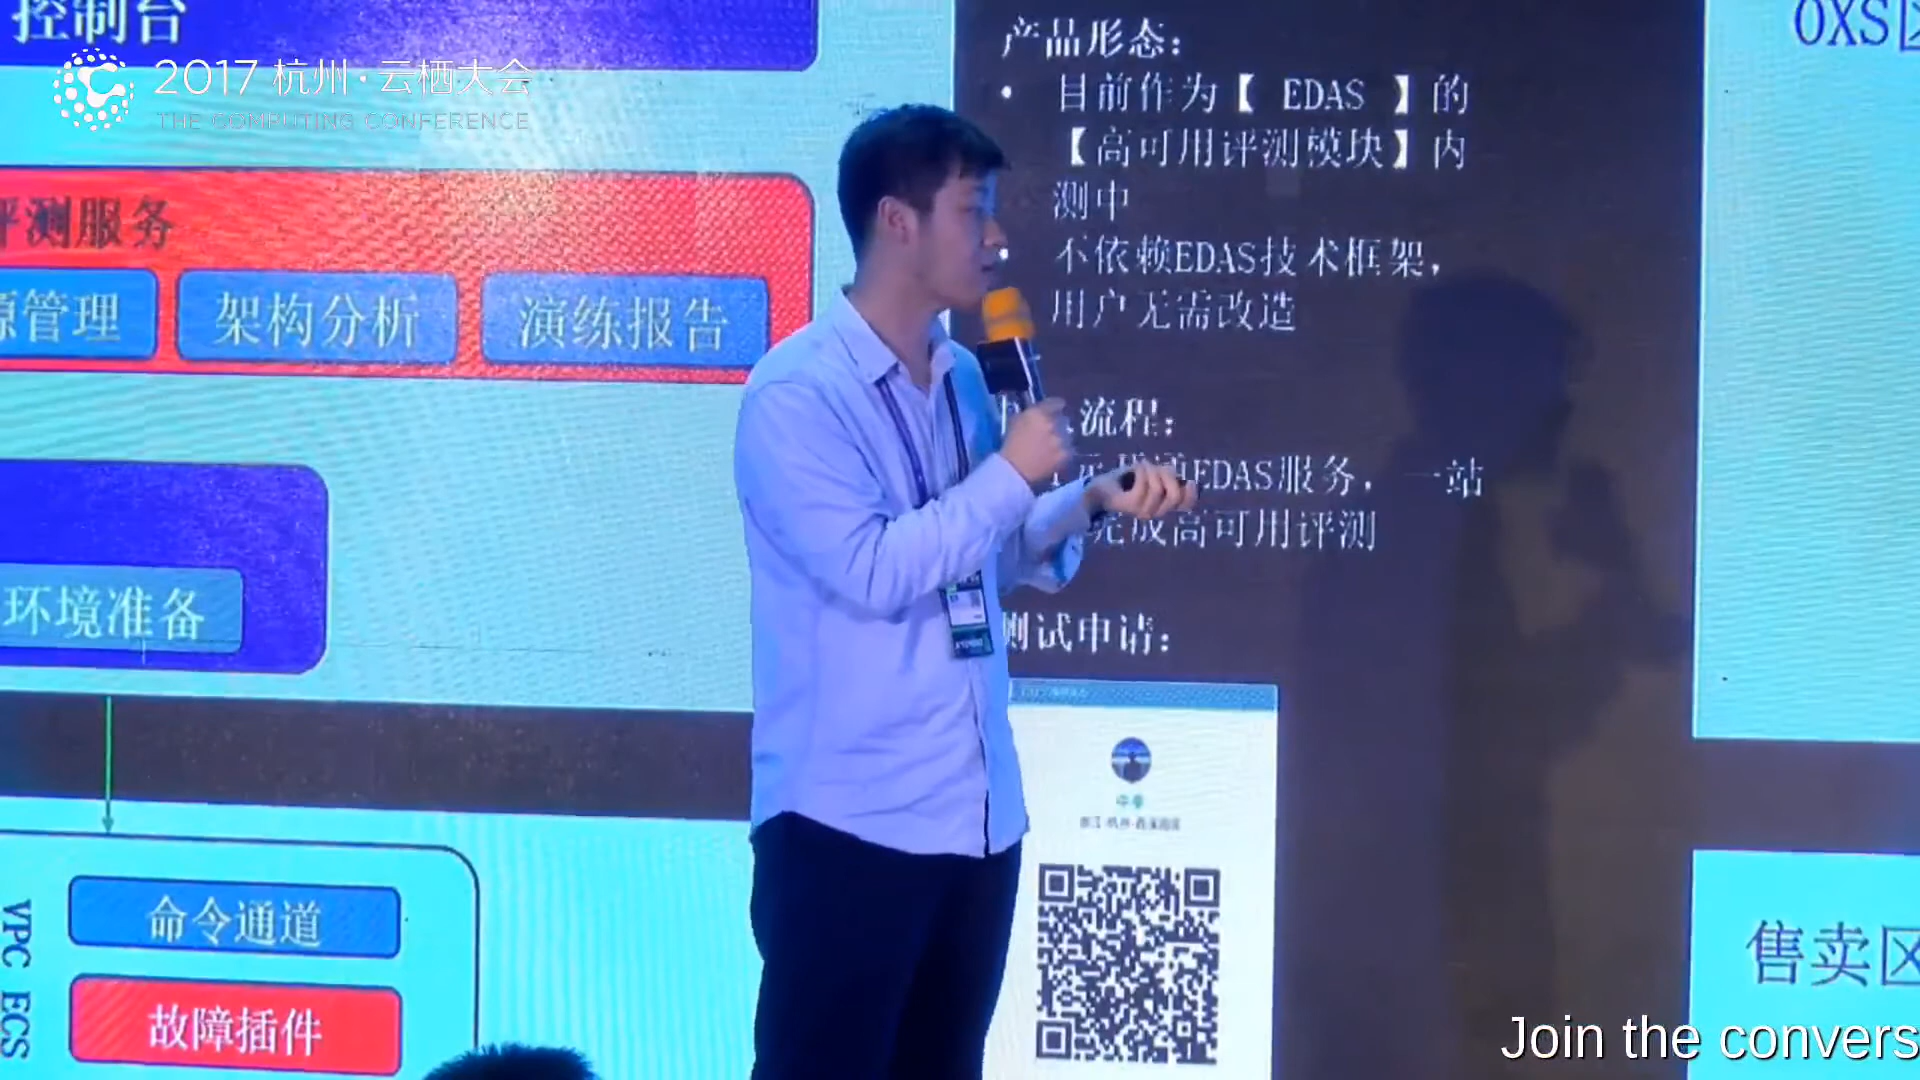 控制台
2017 杭州·云栖大会
THE COMPUTING CONFERENCE
评测服务
源管理
架构分析
演练报告
环境准备
命令通道
故障插件
VPC ECS
产品形态：
• 目前作为【 EDAS 】的
【高可用评测模块】内
测中
• 不依赖EDAS技术框架，
用户无需改造
流程：
EDAS服务，一站
完成高可用评测
测试申请：
OXS区
售卖区
Join the convers